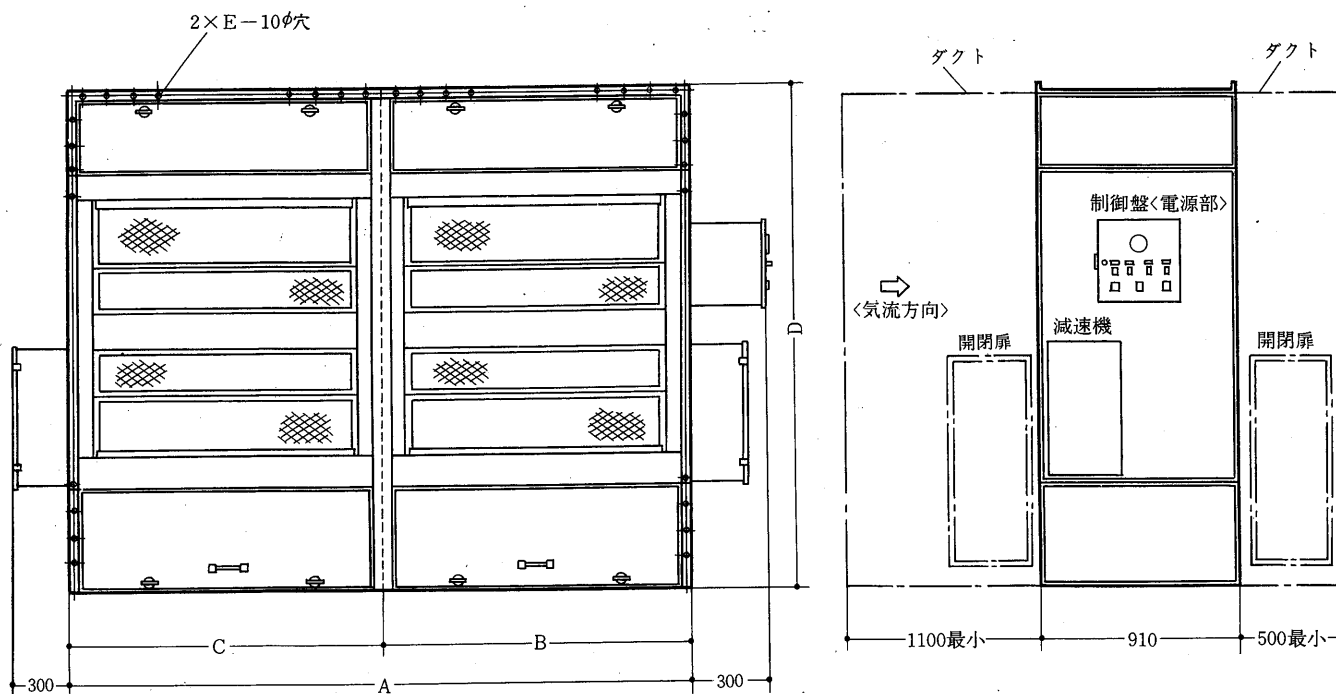 2×E−10φ穴
ダクト
ダクト
制御盤<電源部>
<気流方向>
減速機
開閉扉
開閉扉
D
C
B
1100最小
910
500最小
300
A
300